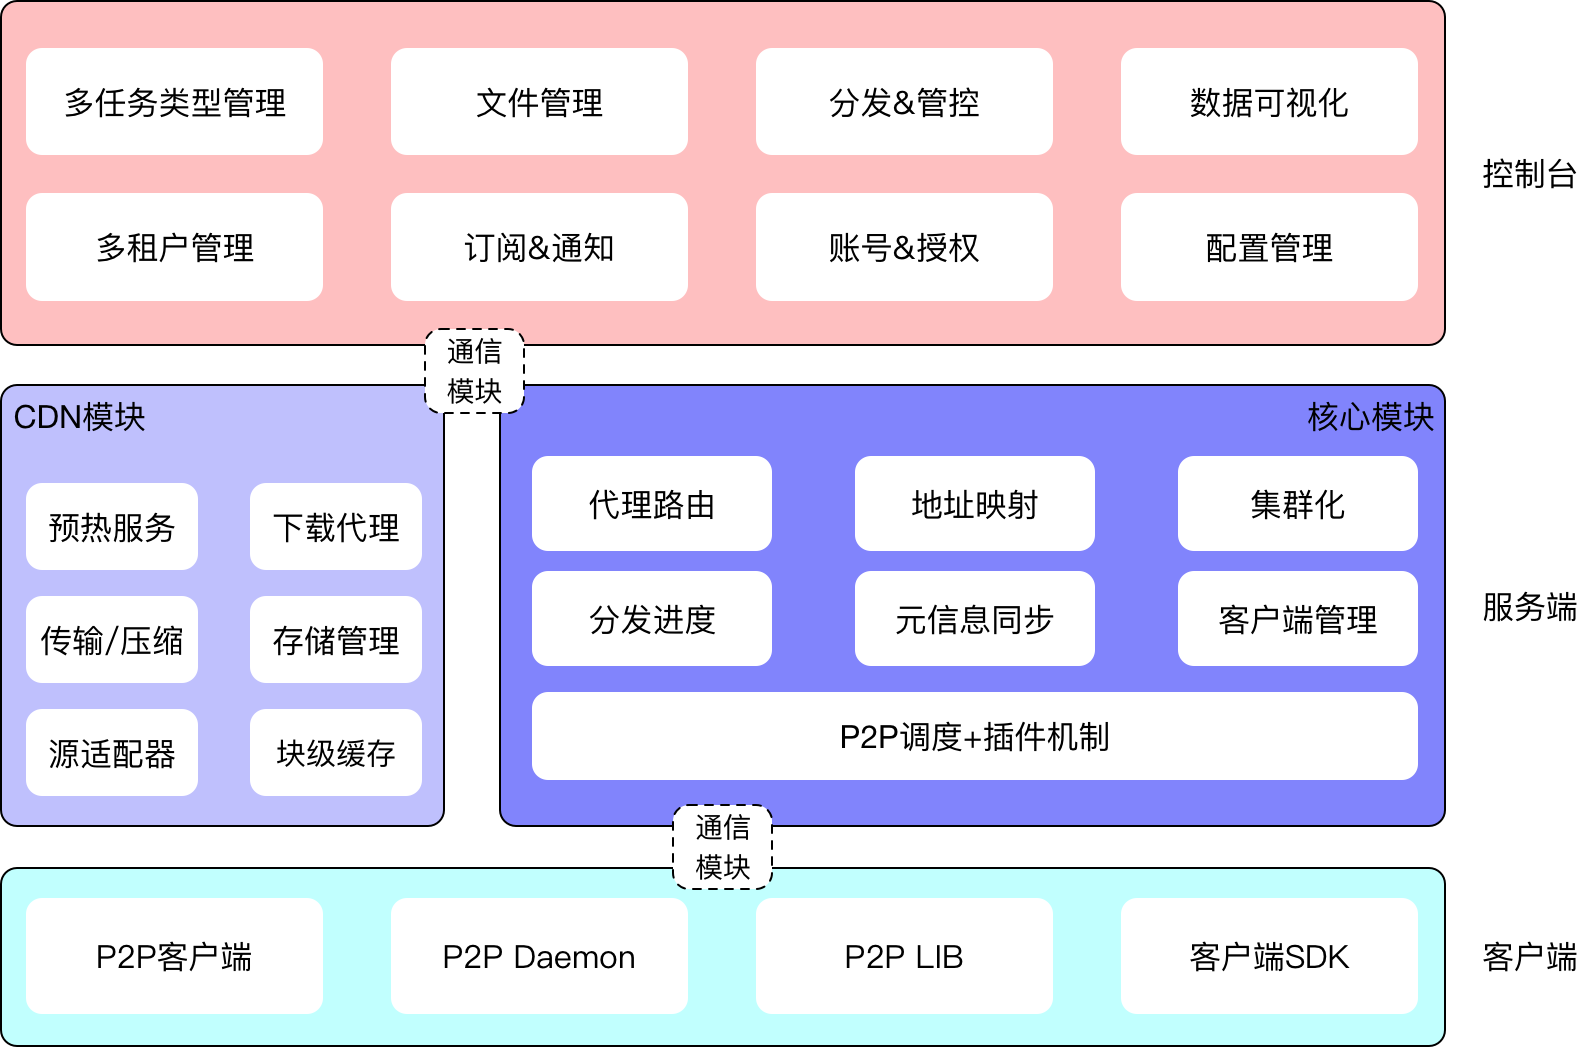 多任务类型管理
文件管理
分发&管控
数据可视化
控制台
多租户管理
订阅&通知
账号&授权
配置管理
通信
模块
CDN模块
预热服务
下载代理
传输/压缩
存储管理
源适配器
块级缓存
核心模块
代理路由
地址映射
集群化
分发进度
元信息同步
客户端管理
P2P调度+插件机制
服务端
通信
模块
P2P客户端
P2P Daemon
P2P LIB
客户端SDK
客户端